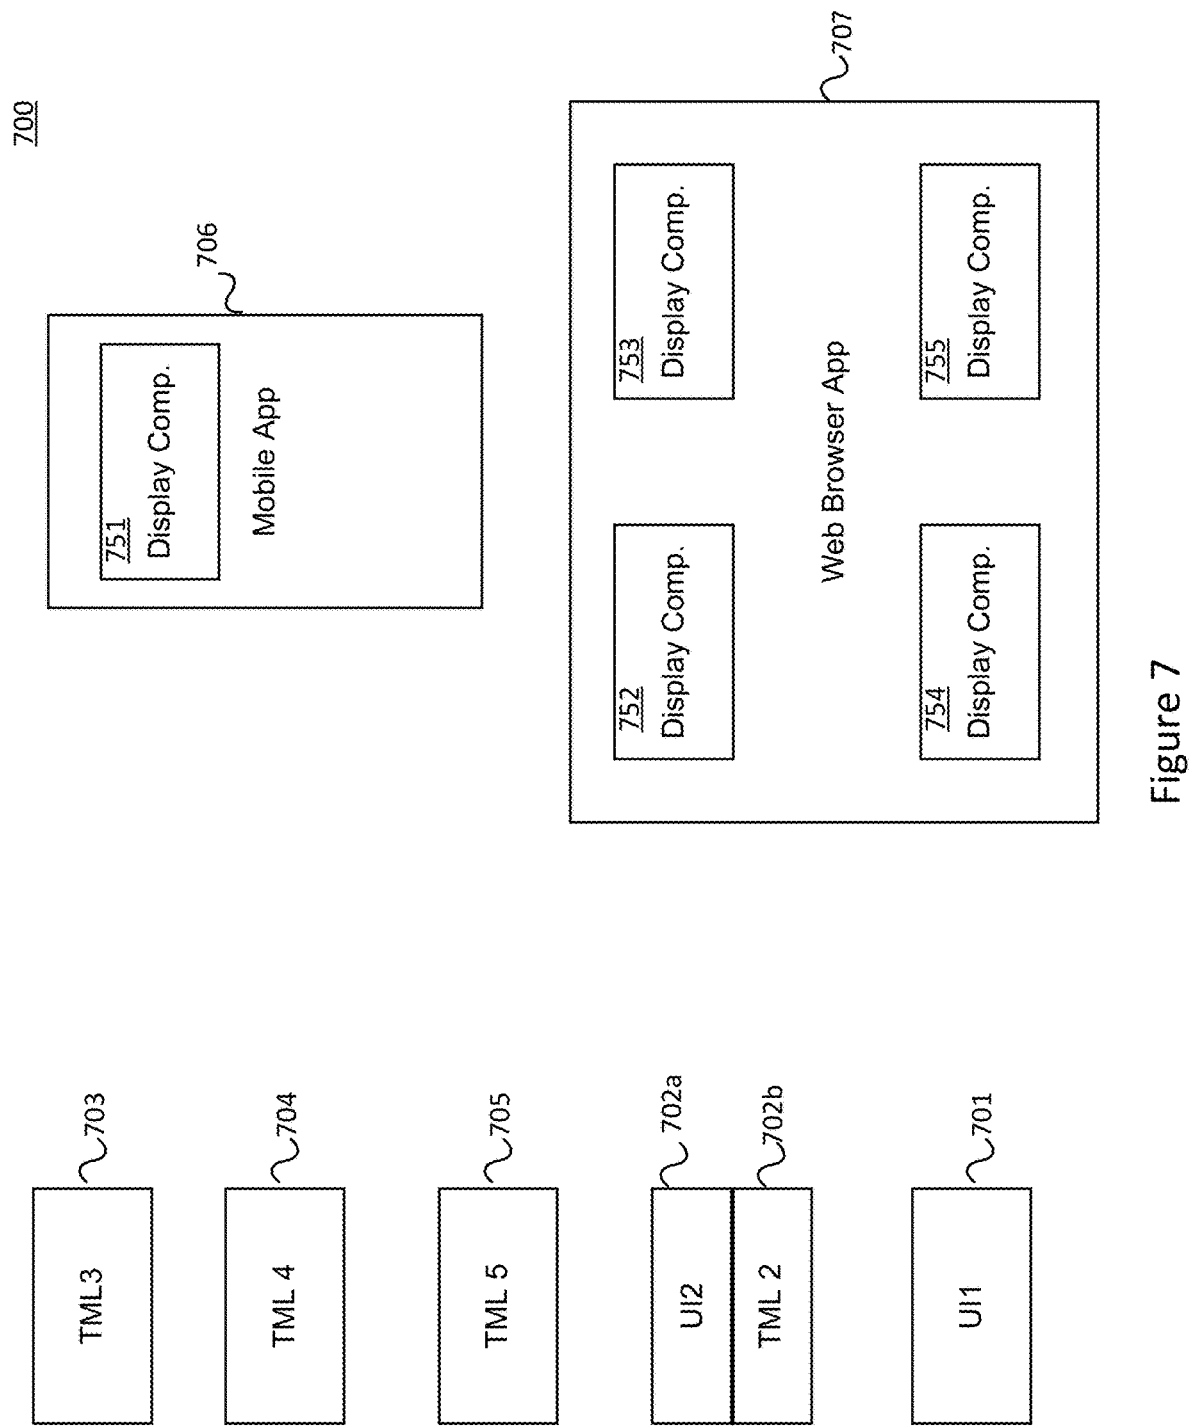 700
TML3
703
TML 4
704
TML 5
705
UI2
702a
TML 2
702b
UI1
701
751
Display Comp.
Mobile App
706
752
Display Comp.
753
Display Comp.
Web Browser App
754
Display Comp.
755
Display Comp.
707
Figure 7